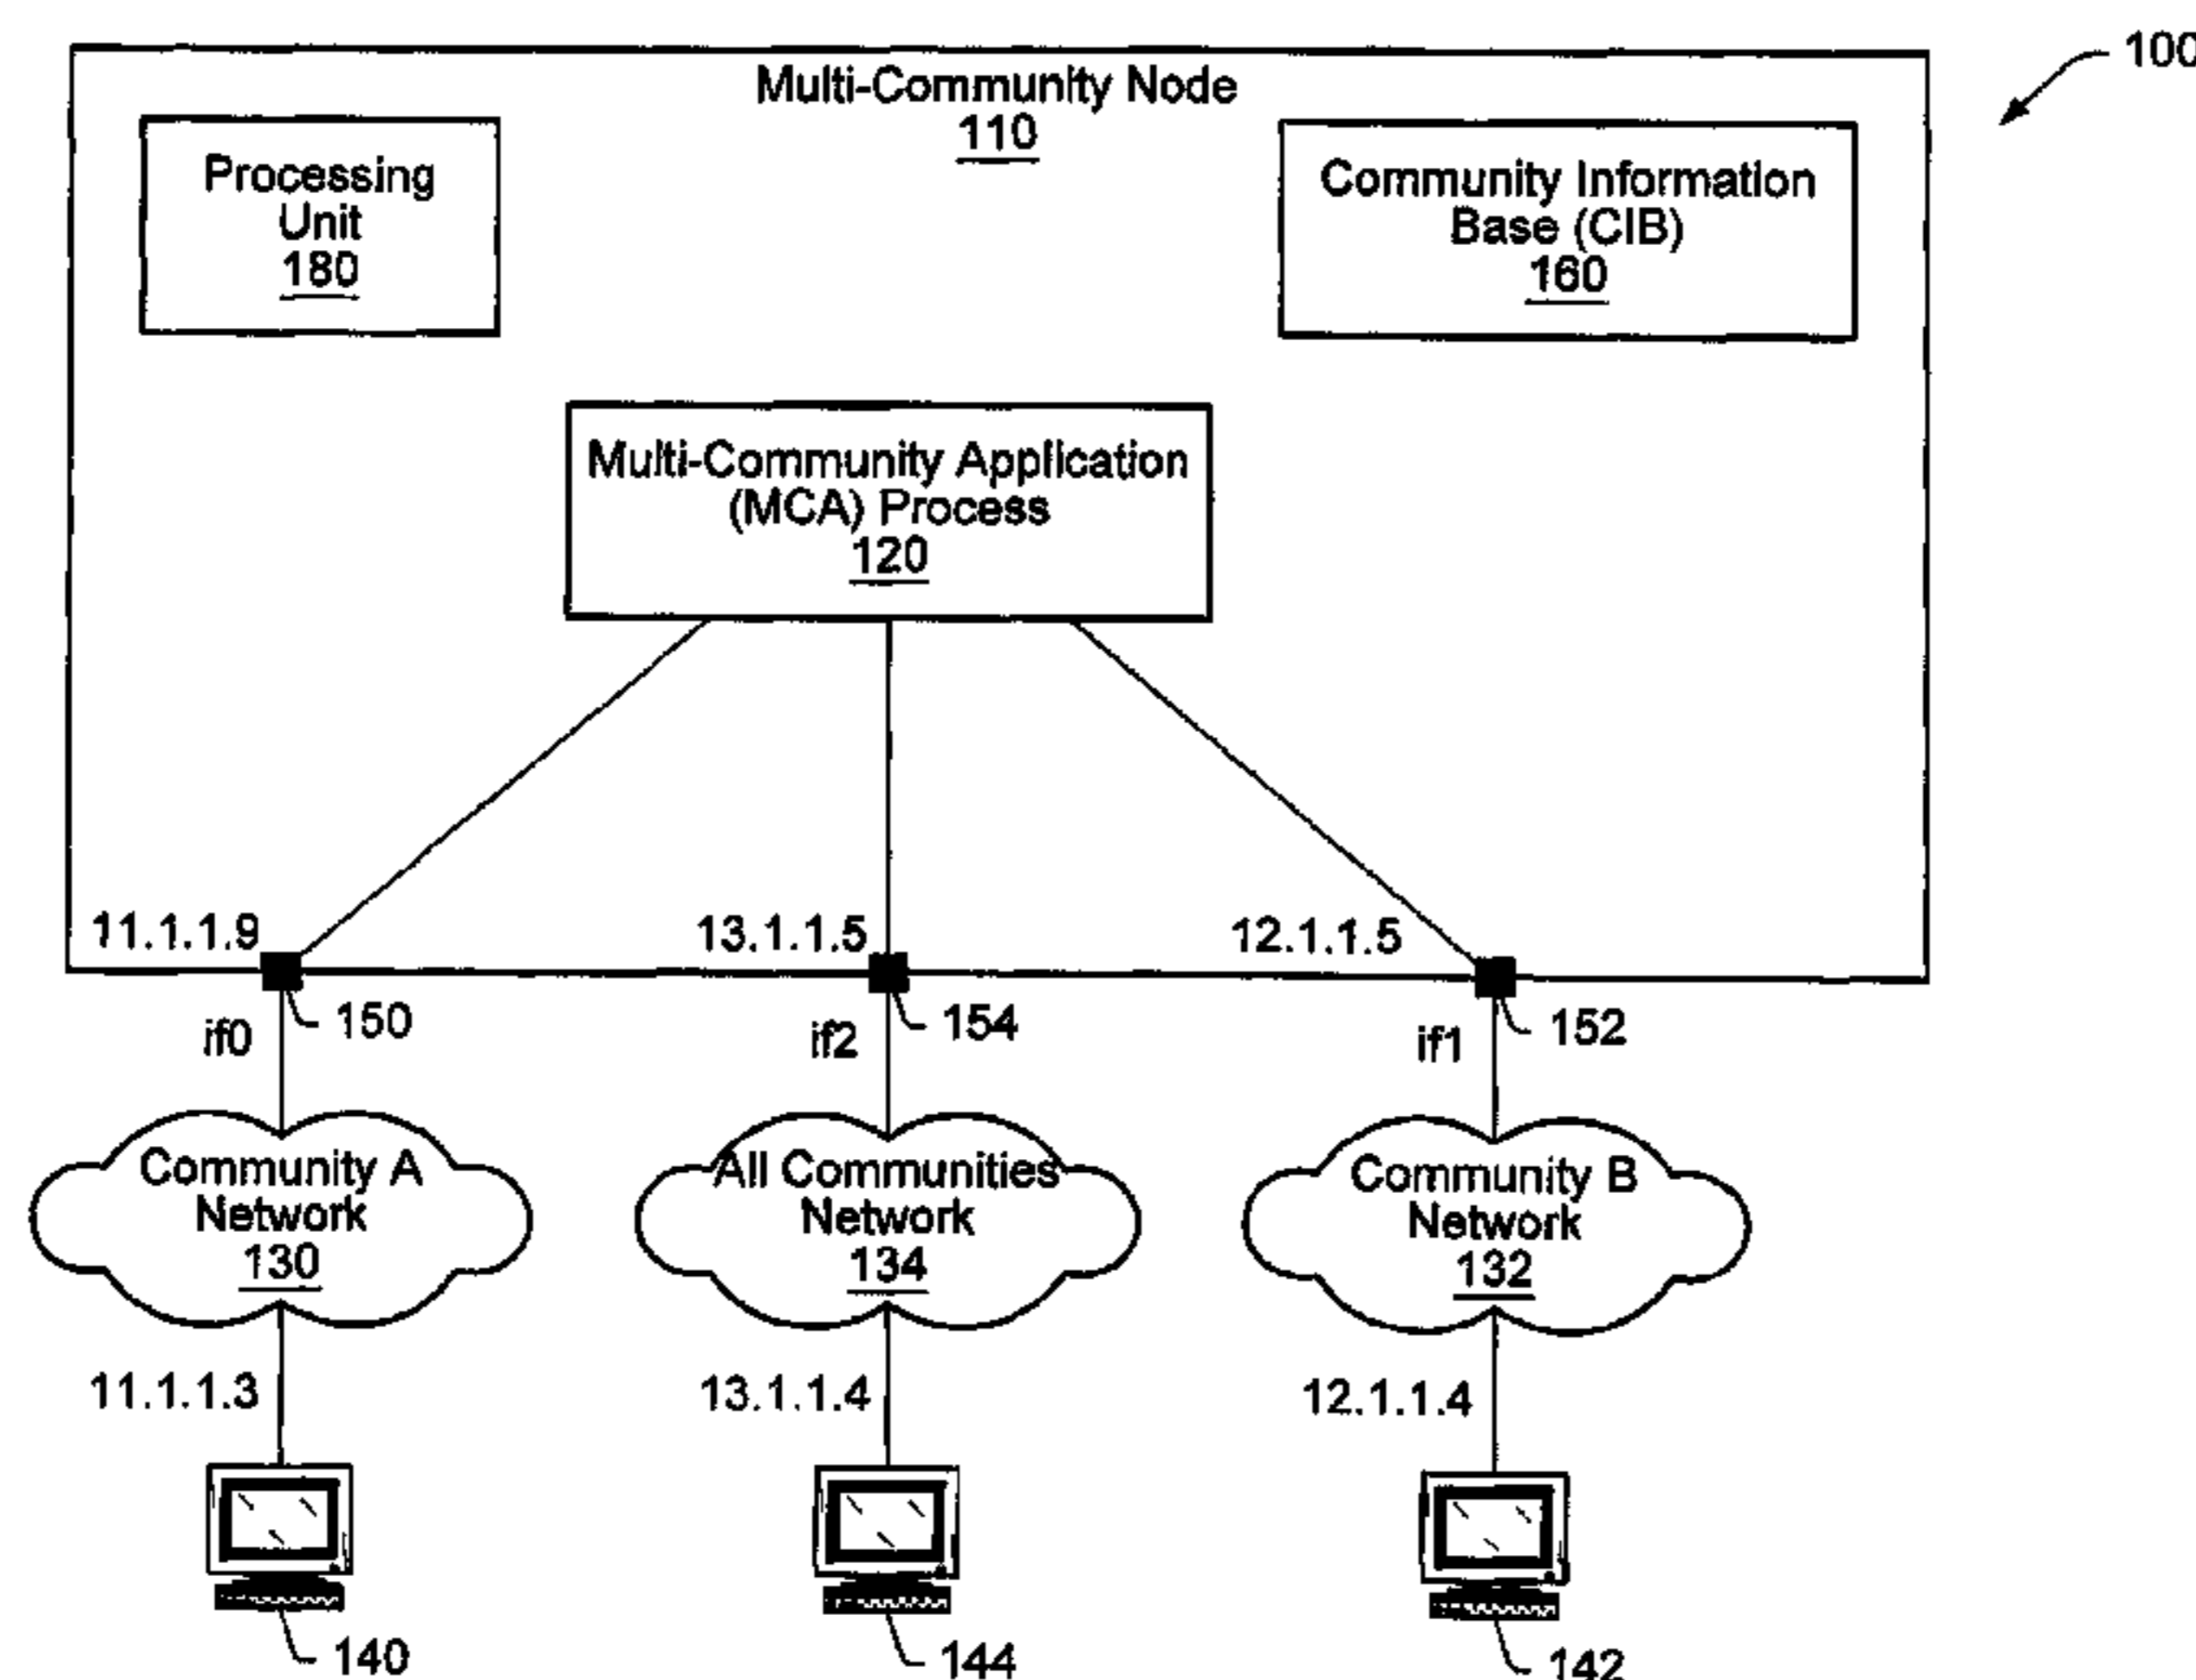 100
Multi-Community Node
110
Processing
Unit
180
Community Information
Base (CIB)
160
Multi-Community Application
(MCA) Process
120
11.1.1.9
13.1.1.5
12.1.1.5
150
154
152
if0
if2
if1
Community A
Network
130
All Communities
Network
134
Community B
Network
132
11.1.1.3
13.1.1.4
12.1.1.4
140
144
142